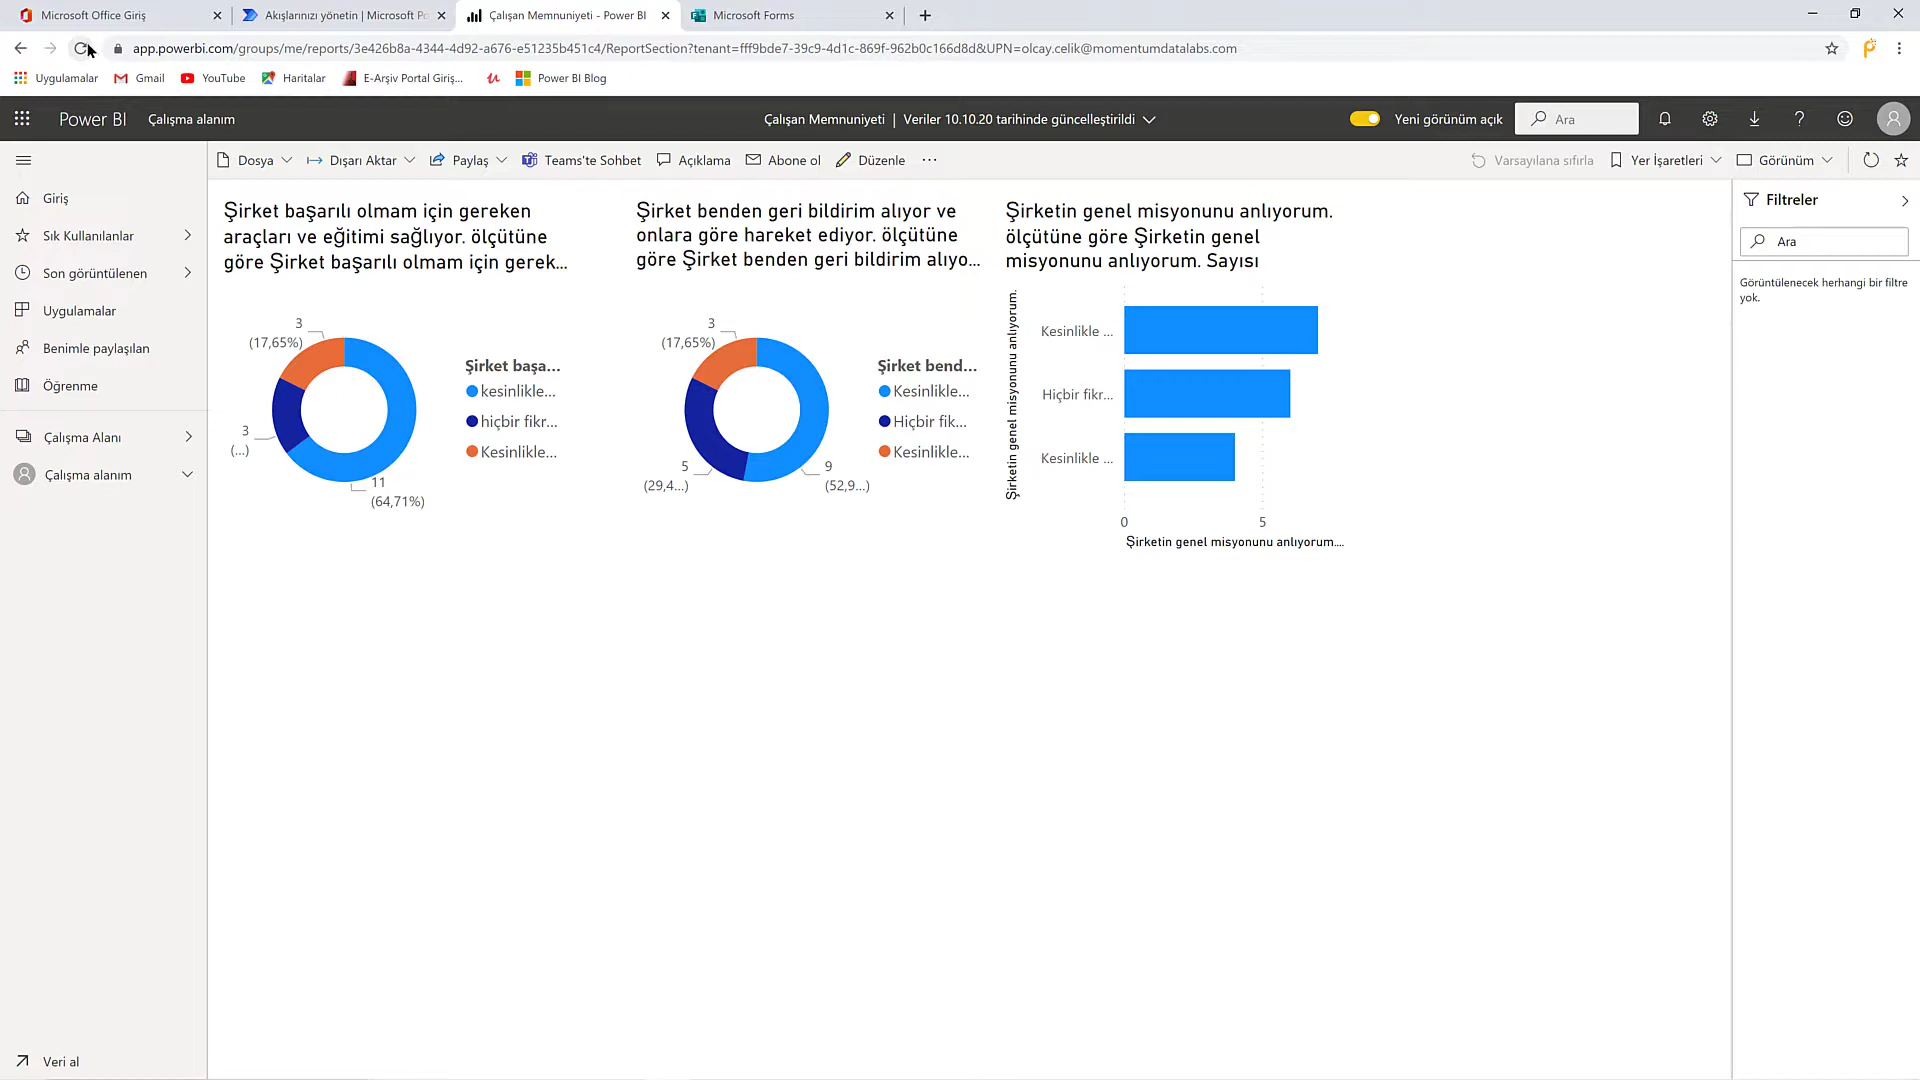 Microsoft Office Giriş
Akışlarınızı yönetin | Microsoft Po
Çalışan Memnuniyeti - Power BI
Microsoft Forms
app.powerbi.com/groups/me/reports/3e426b8a-4344-4d92-a676-e51235b451c4/ReportSection?tenant=fff9bde7-39c9-4d1c-869f-962b0c166d8d&UPN=olcay.celik@momentumdatalabs.com
Uygulamalar
Gmail
YouTube
Haritalar
E-Arşiv Portal Giriş...
Power BI Blog
Power BI
Çalışma alanım
Çalışan Memnuniyeti | Veriler 10.10.20 tarihinde güncelleştirildi
Yeni görünüm açık
Ara
Dosya
Dışarı Aktar
Paylaş
Teams'te Sohbet
Açıklama
Abone ol
Düzenle
Varsayılana sıfırla
Yer İşaretleri
Görünüm
Giriş
Sık Kullanılanlar
Son görüntülenen
Uygulamalar
Benimle paylaşılan
Öğrenme
Çalışma Alanı
Çalışma alanım
Veri al
Şirket başarılı olmam için gereken
araçları ve eğitimi sağlıyor. ölçütüne
göre Şirket başarılı olmam için gerek...
3
(17,65%)
3
(...)
11
(64,71%)
Şirket başa...
kesinlikle...
hiçbir fikr...
Kesinlikle...
Şirket benden geri bildirim alıyor ve
onlara göre hareket ediyor. ölçütüne
göre Şirket benden geri bildirim alıyo...
3
(17,65%)
5
(29,4...)
9
(52,9...)
Şirket bend...
Kesinlikle...
Hiçbir fik...
Kesinlikle...
Şirketin genel misyonunu anlıyorum.
ölçütüne göre Şirketin genel
misyonunu anlıyorum. Sayısı
Şirketin genel misyonunu anlıyorum.
Kesinlikle ...
Hiçbir fikr...
Kesinlikle ...
0
5
Şirketin genel misyonunu anlıyorum....
Filtreler
Ara
Görüntülenecek herhangi bir filtre
yok.